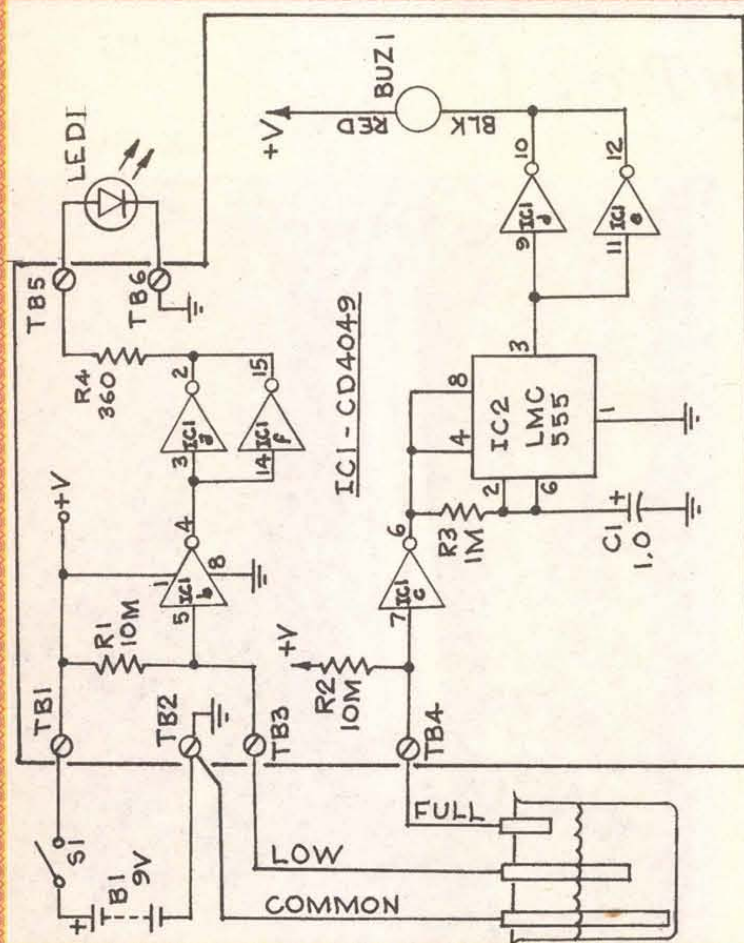 LED1
TB5
TB6
R4
360
2
15
3
IC1
a
14
IC1
f
+V
4
1
8
5
IC1
b
R1
10M
TB1
TB2
TB3
S1
+
B1
9V
IC1-CD4049
+V
RED
BUZ1
BLK
10
12
9
IC1
d
11
IC1
e
3
8
4
IC2
LMC
555
1
2
6
R3
1M
C1
+
1.0
6
7
IC1
c
+V
R2
10M
TB4
FULL
LOW
COMMON